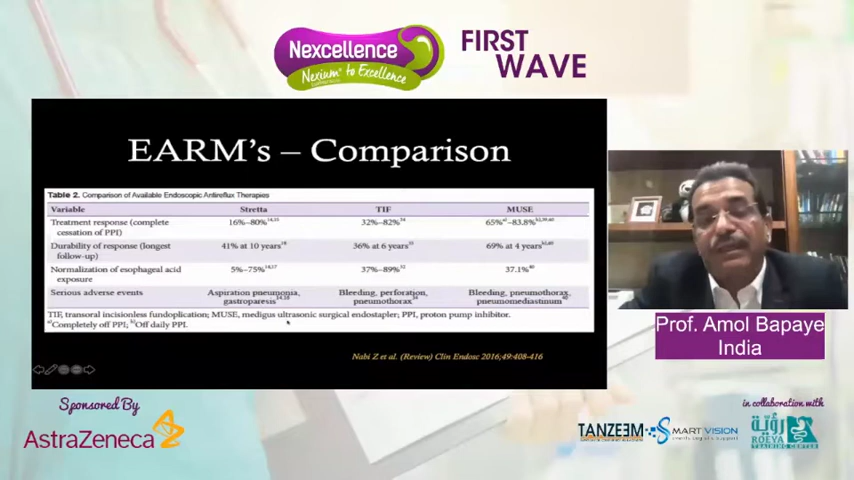 Nexcellence
Nexium® to Excellence
FIRST
WAVE
EARM's – Comparison
Table 2. Comparison of Available Endoscopic Antireflux Therapies
Variable Stretta TIF MUSE
Treatment response (complete cessation of PPI) 16%–80% 32%–82% 65%–83.8%
Durability of response (longest follow-up) 41% at 10 years 36% at 6 years 69% at 4 years
Normalization of esophageal acid exposure 5%–75% 37%–89% 37.1%
Serious adverse events Aspiration pneumonia, gastroparesis Bleeding, perforation, pneumothorax Bleeding, pneumothorax, pneumomediastinum
TIF, transoral incisionless fundoplication; MUSE, medigus ultrasonic surgical endostapler; PPI, proton pump inhibitor.
Completely off PPI; Off daily PPI.
Nabi Z et al. (Review) Clin Endosc 2016;49:408-416
Prof. Amol Bapaye
India
Sponsored By
AstraZeneca
in collaboration with
TANZEEM
SMART VISION
رؤية
ROEYA
TRAINING CENTER